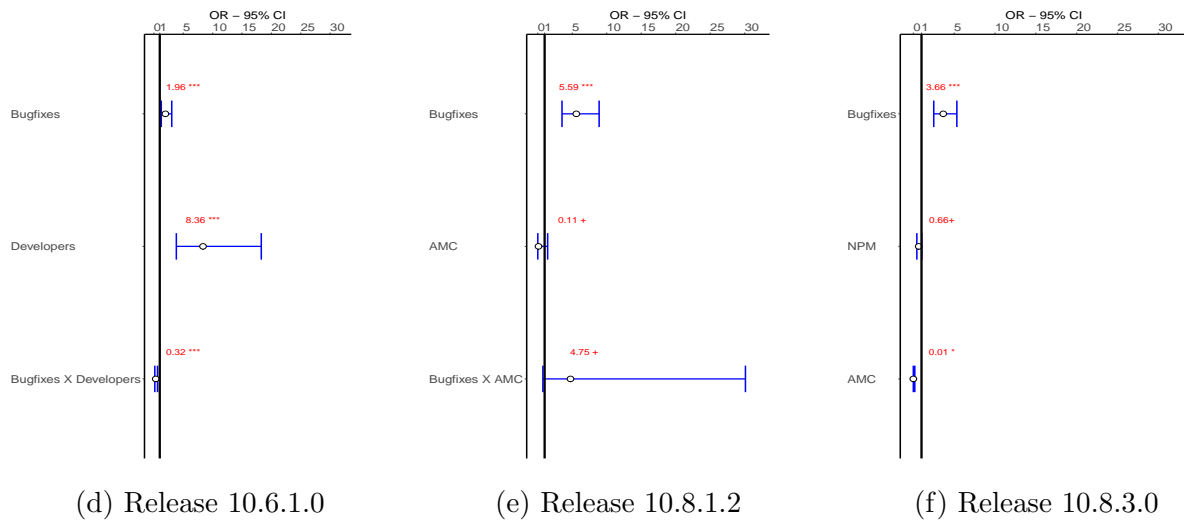 OR – 95% CI
01 5 10 15 20 25 30
1.96 ***
Bugfixes
8.36 ***
Developers
0.32 ***
Bugfixes X Developers
(d) Release 10.6.1.0
OR – 95% CI
01 5 10 15 20 25 30
5.59 ***
Bugfixes
0.11 +
AMC
4.75 +
Bugfixes X AMC
(e) Release 10.8.1.2
OR – 95% CI
01 5 10 15 20 25 30
3.66 ***
Bugfixes
0.66+
NPM
0.01 *
AMC
(f) Release 10.8.3.0